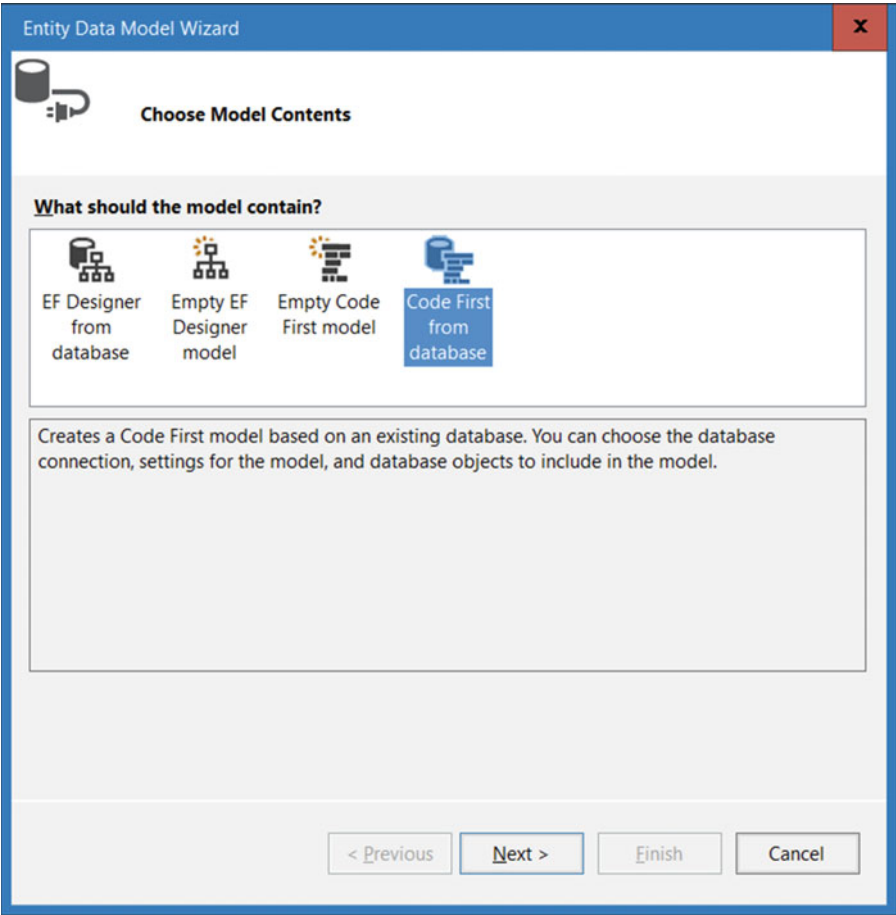 Entity Data Model Wizard
x
Choose Model Contents
What should the model contain?
EF Designer
from
database
Empty EF
Designer
model
Empty Code
First model
Code First
from
database
Creates a Code First model based on an existing database. You can choose the database
connection, settings for the model, and database objects to include in the model.
< Previous
Next >
Finish
Cancel